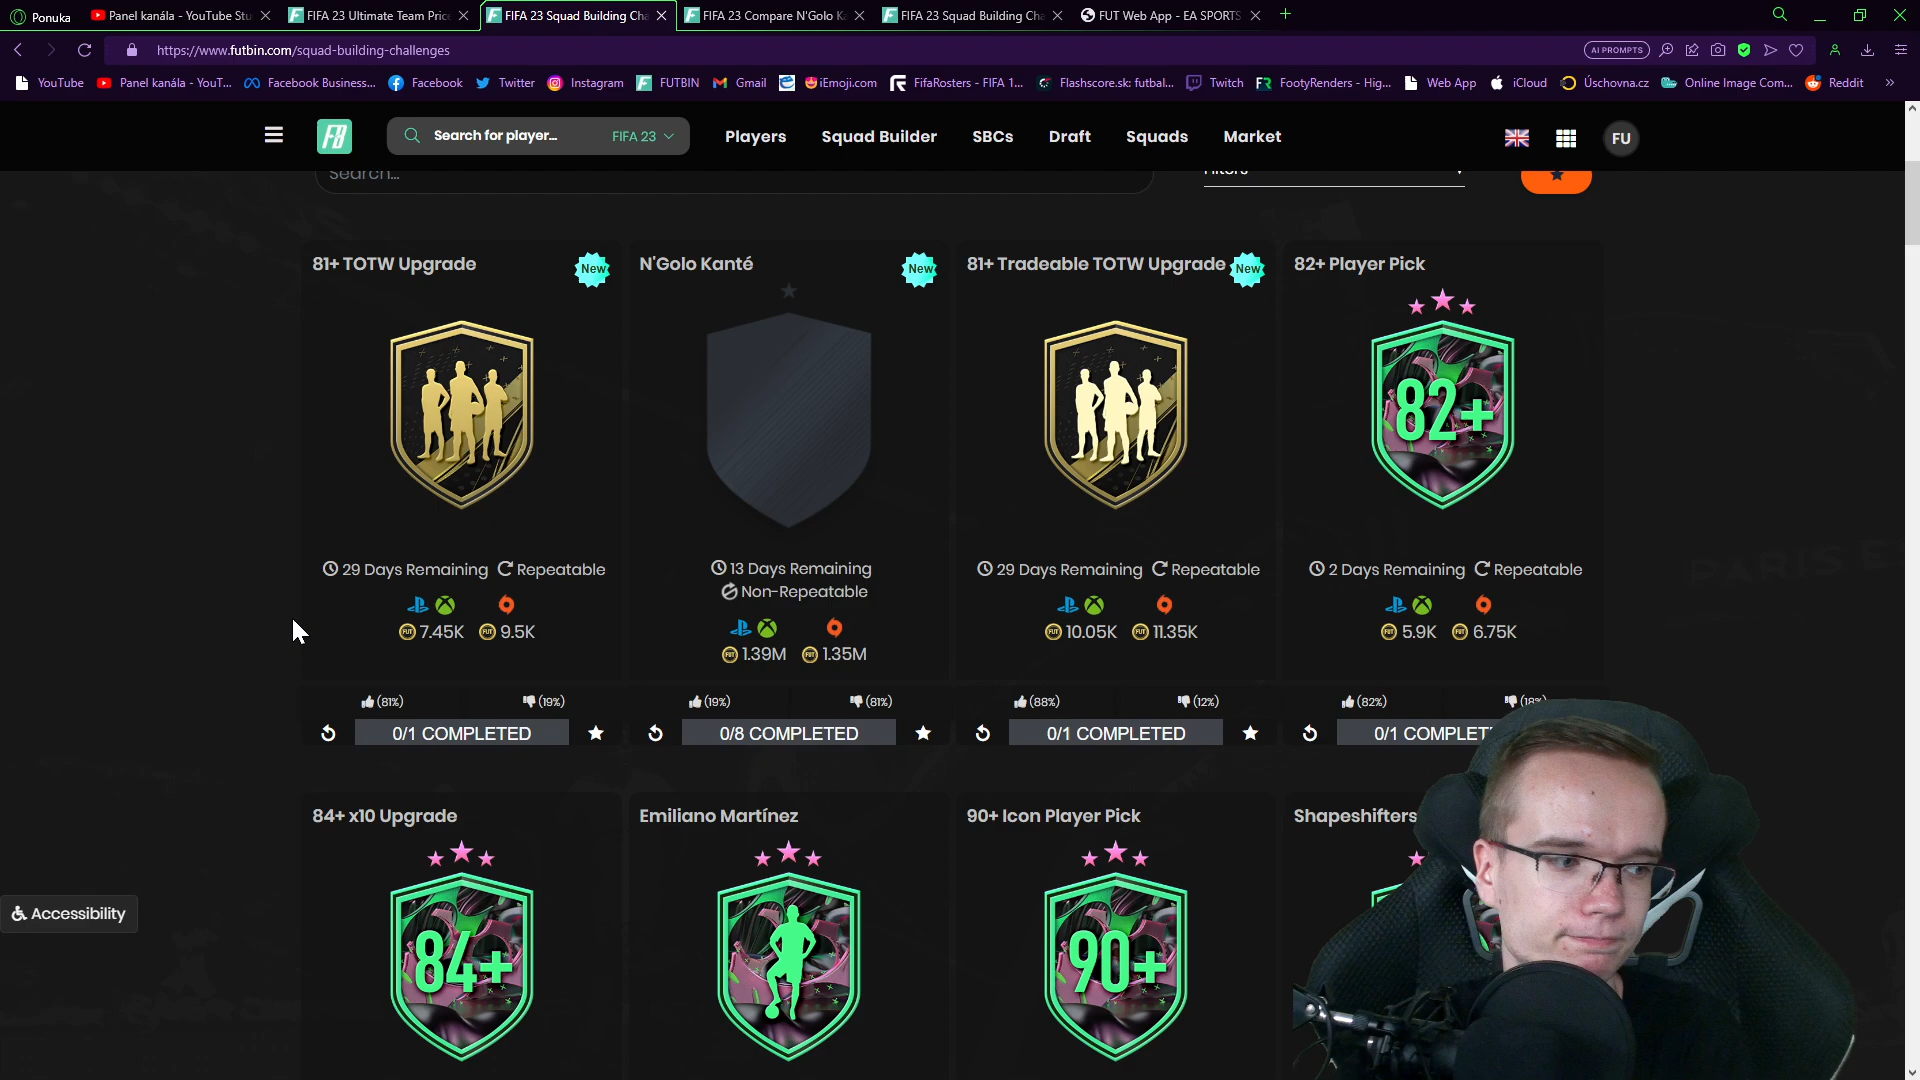 Ponuka
Panel kanála - YouTube Stu
FIFA 23 Ultimate Team Pric
FIFA 23 Squad Building Cha
FIFA 23 Compare N'Golo K
FIFA 23 Squad Building Cha
FUT Web App - EA SPORTS
https://www.futbin.com/squad-building-challenges
AI PROMPTS
YouTube
Panel kanála - YouT...
Facebook Business...
Facebook
Twitter
Instagram
FUTBIN
Gmail
iEmoji.com
FifaRosters - FIFA 1...
Flashscore.sk: futbal...
Twitch
FootyRenders - Hig...
Web App
iCloud
Úschovna.cz
Online Image Com...
Reddit
FB
Search for player...
FIFA 23
Players
Squad Builder
SBCs
Draft
Squads
Market
FU
Search...
Filters
81+ TOTW Upgrade
New
N'Golo Kanté
New
81+ Tradeable TOTW Upgrade
New
82+ Player Pick
82+
29 Days Remaining
Repeatable
7.45K
9.5K
13 Days Remaining
Non-Repeatable
1.39M
1.35M
29 Days Remaining
Repeatable
10.05K
11.35K
2 Days Remaining
Repeatable
5.9K
6.75K
(81%)
(19%)
(19%)
(81%)
(88%)
(12%)
(82%)
(18%
0/1 COMPLETED
0/8 COMPLETED
0/1 COMPLETED
0/1 COMPLET
84+ x10 Upgrade
Emiliano Martínez
90+ Icon Player Pick
Shapeshifters
84+
90+
Accessibility